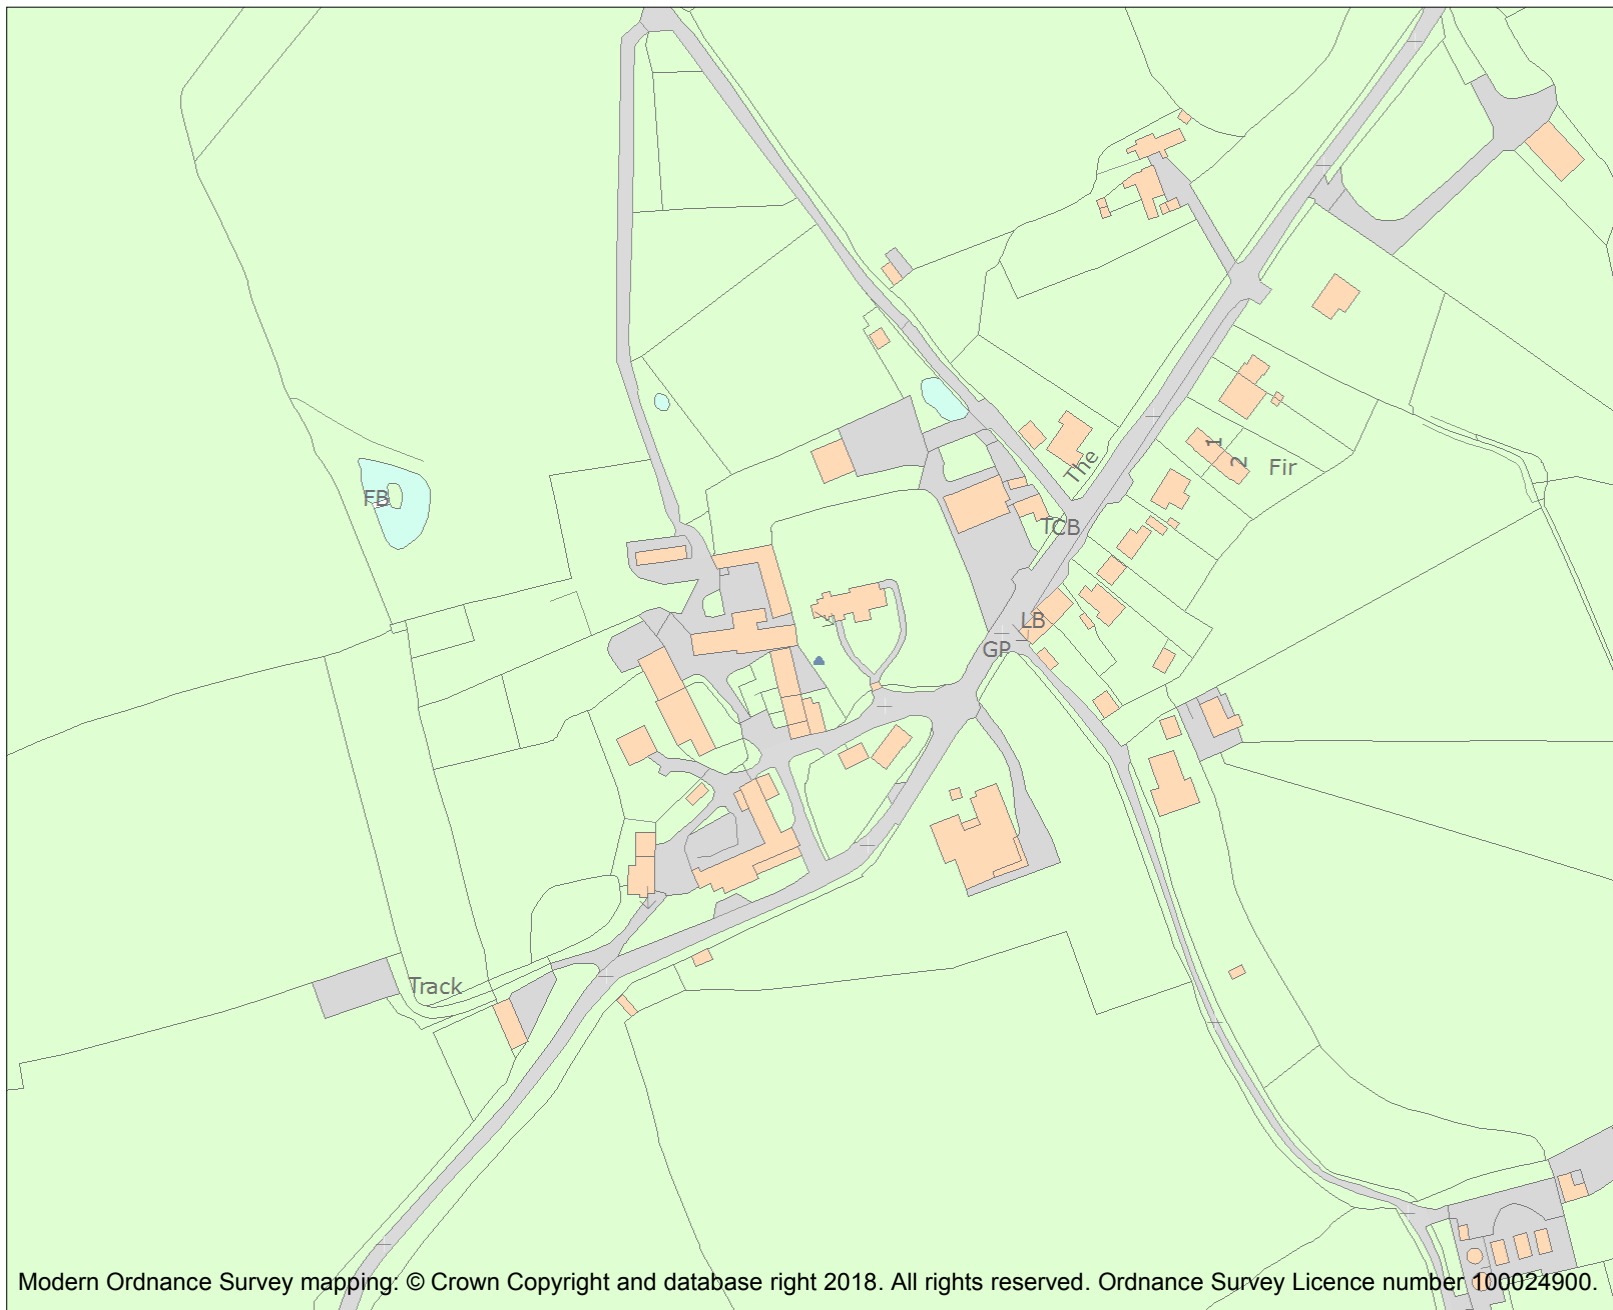 The
1
2
Fir
FB
TCB
LB
GP
Track
Modern Ordnance Survey mapping: © Crown Copyright and database right 2018. All rights reserved. Ordnance Survey Licence number 100024900.